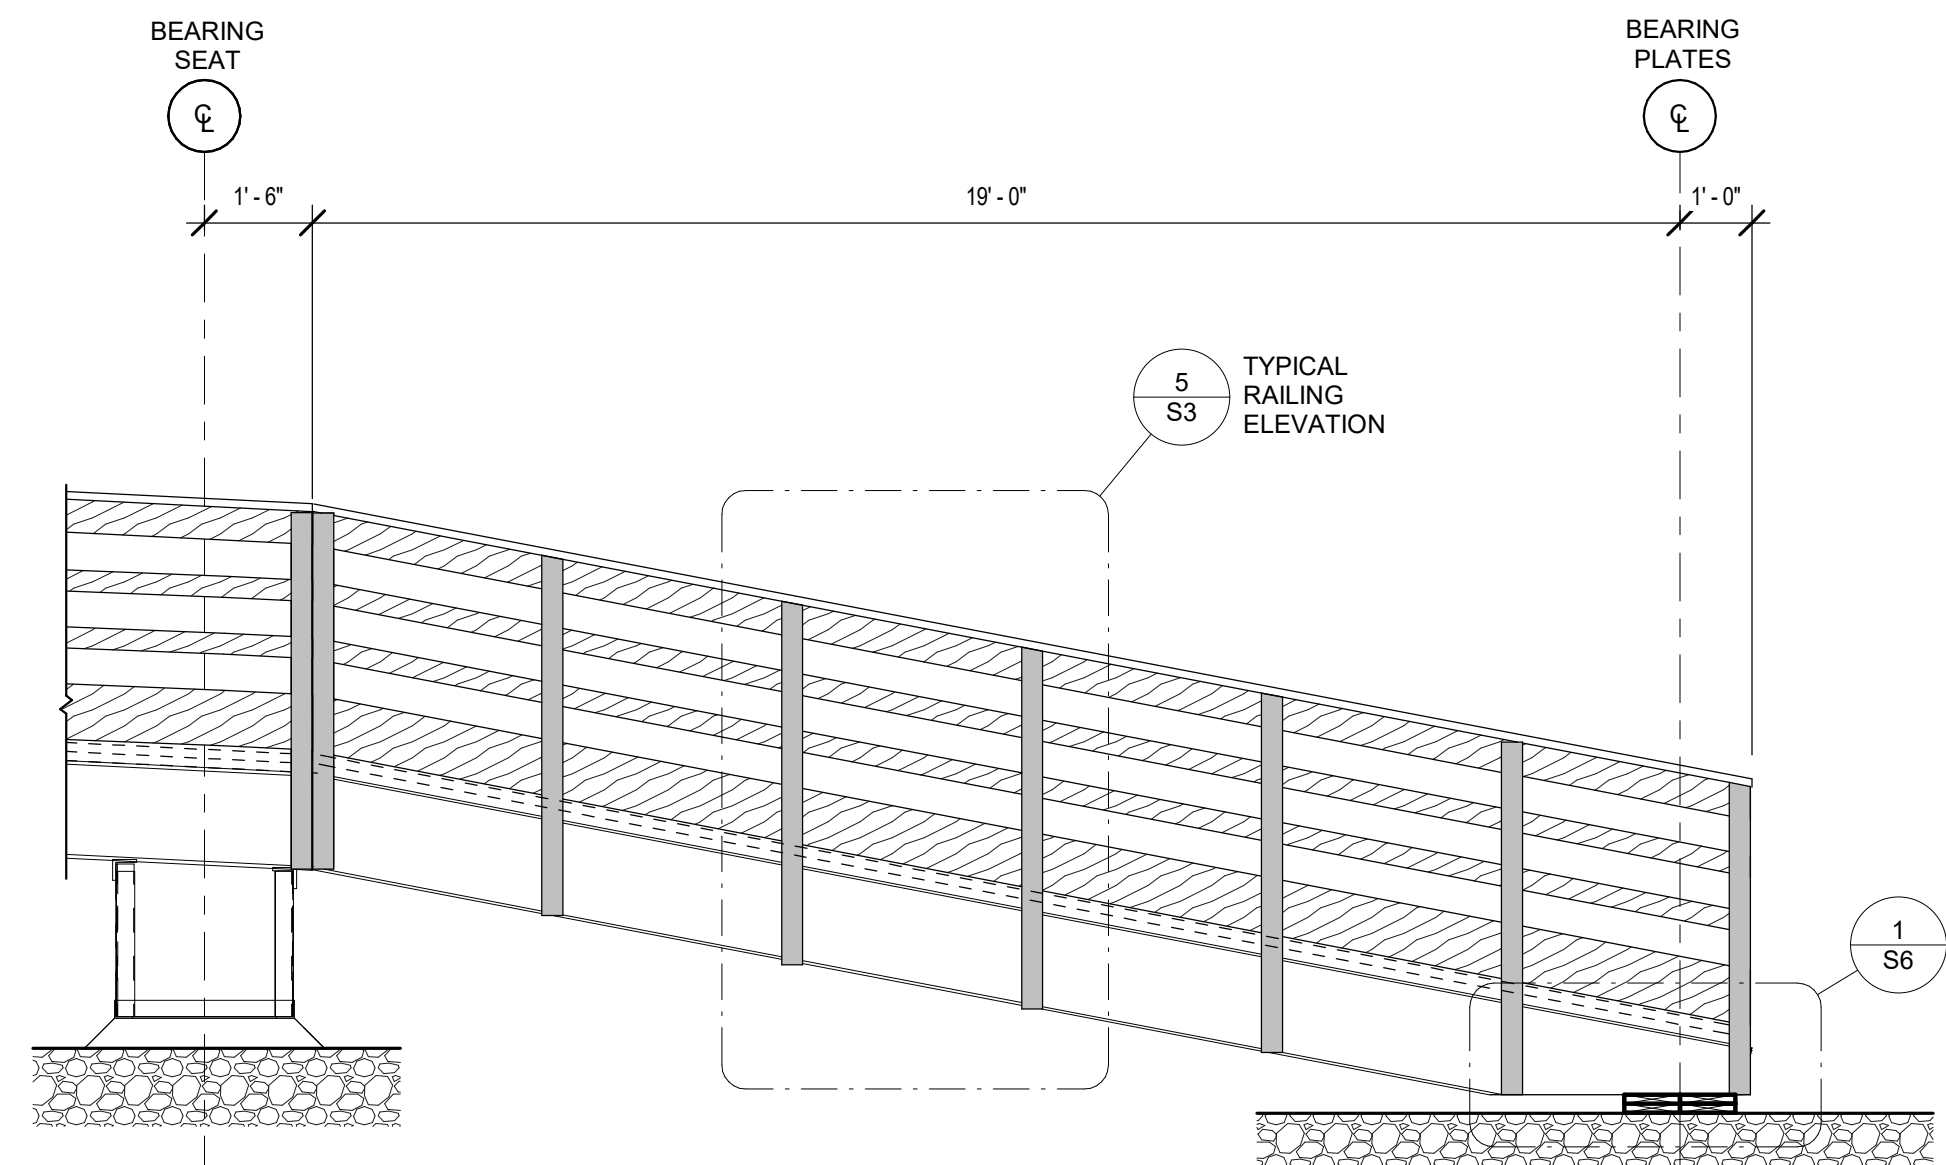 BEARING
SEAT
℄
BEARING
PLATES
℄
1' - 6"
19' - 0"
1' - 0"
5
S3
TYPICAL
RAILING
ELEVATION
1
S6